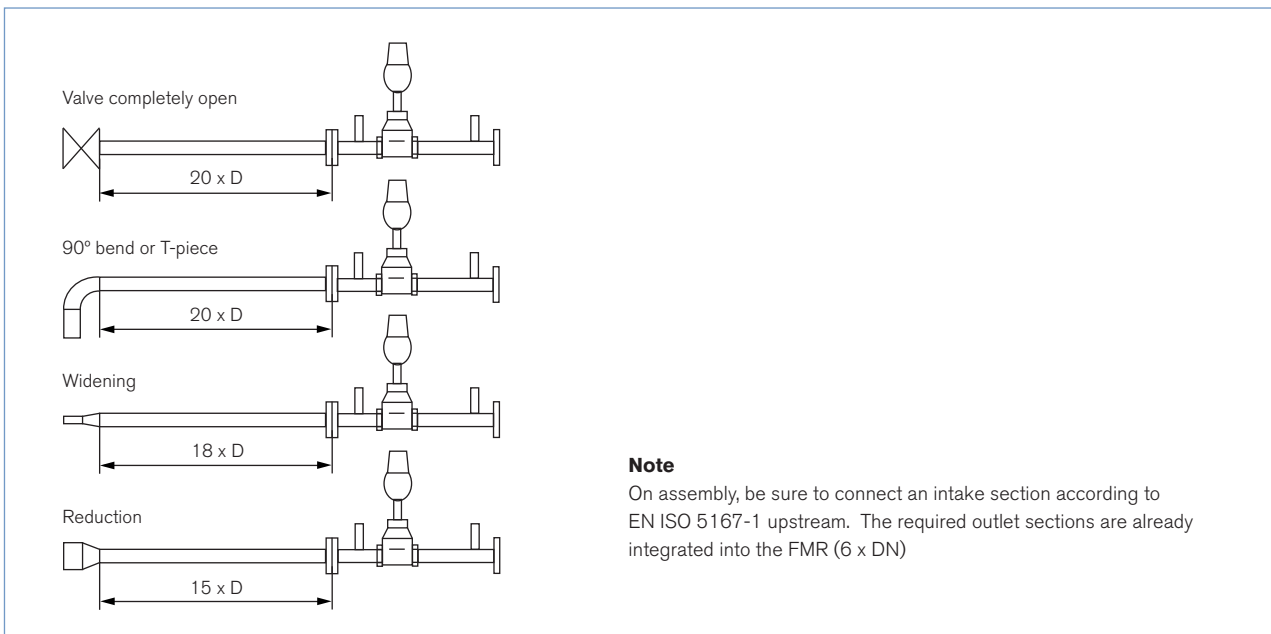 Valve completely open
20 x D
90º bend or T-piece
20 x D
Widening
18 x D
Reduction
15 x D
Note
On assembly, be sure to connect an intake section according to
EN ISO 5167-1 upstream.  The required outlet sections are already
integrated into the FMR (6 x DN)